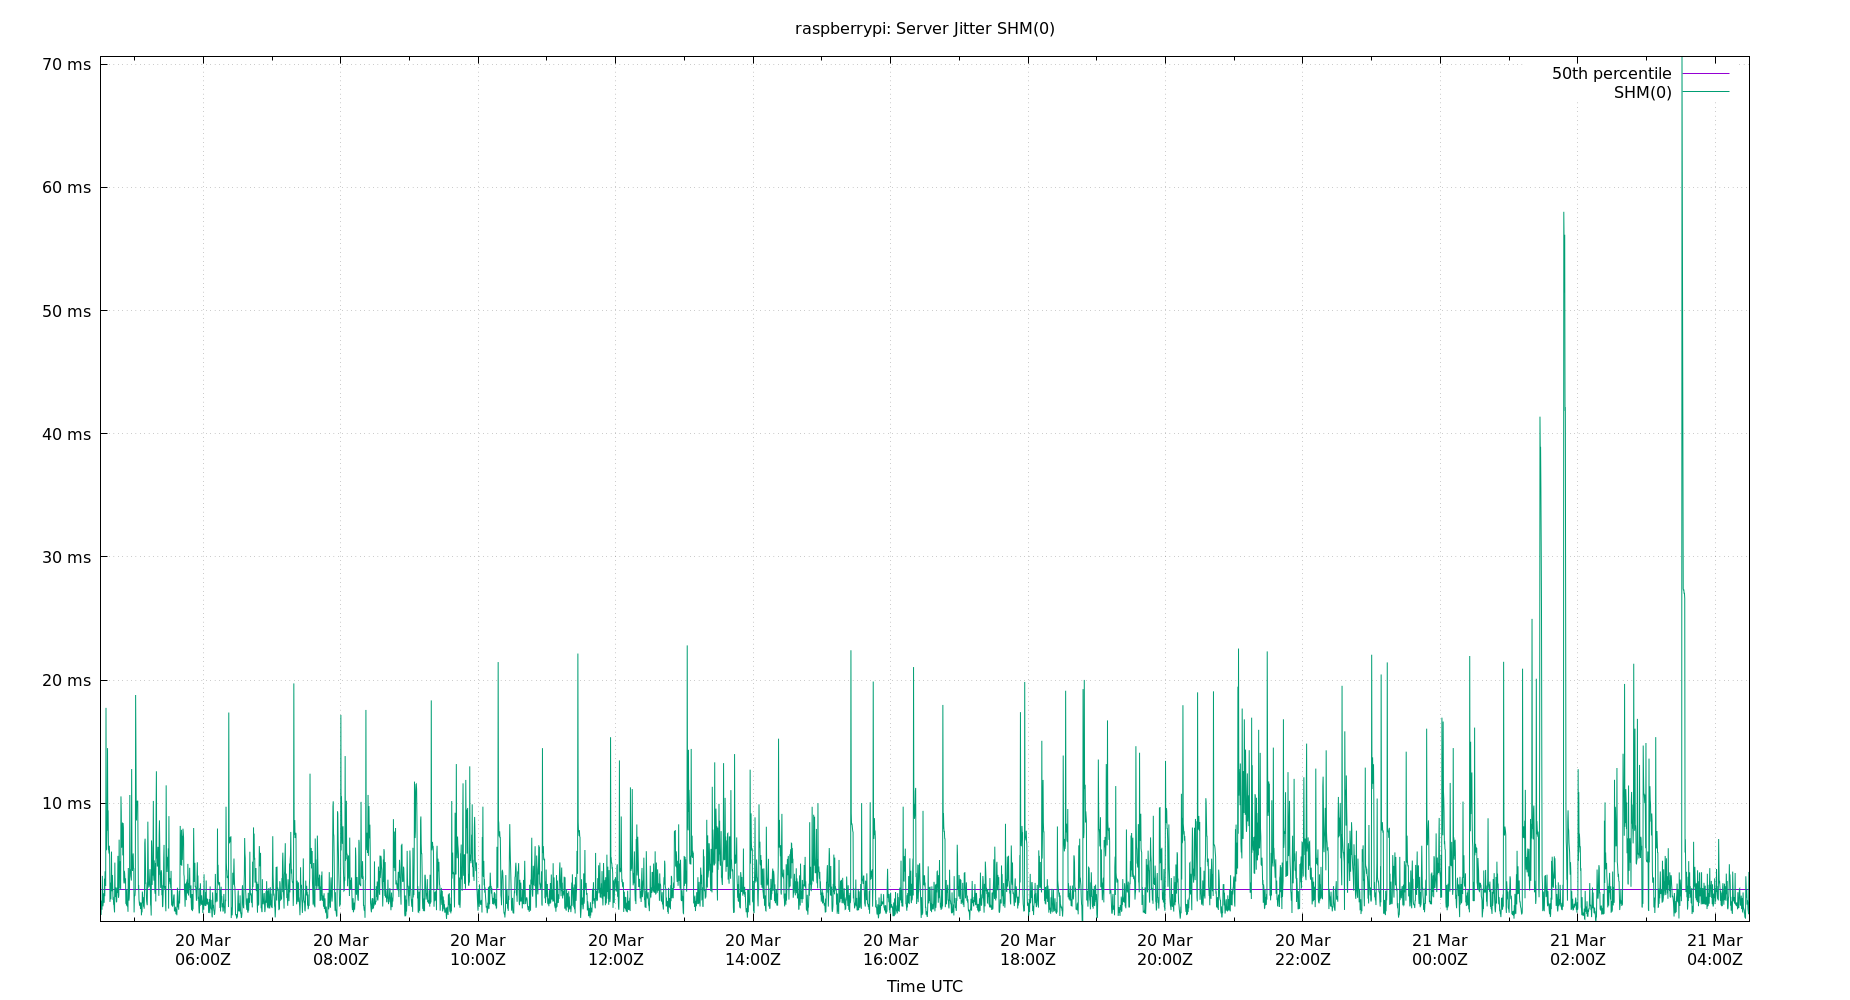 raspberrypi: Server Jitter SHM(0)
70 ms
60 ms
50 ms
40 ms
30 ms
20 ms
10 ms
50th percentile
SHM(0)
20 Mar 20 Mar 20 Mar 20 Mar 20 Mar 20 Mar 20 Mar 20 Mar 20 Mar 21 Mar 21 Mar 21 Mar
06:00Z 08:00Z 10:00Z 12:00Z 14:00Z 16:00Z 18:00Z 20:00Z 22:00Z 00:00Z 02:00Z 04:00Z
Time UTC